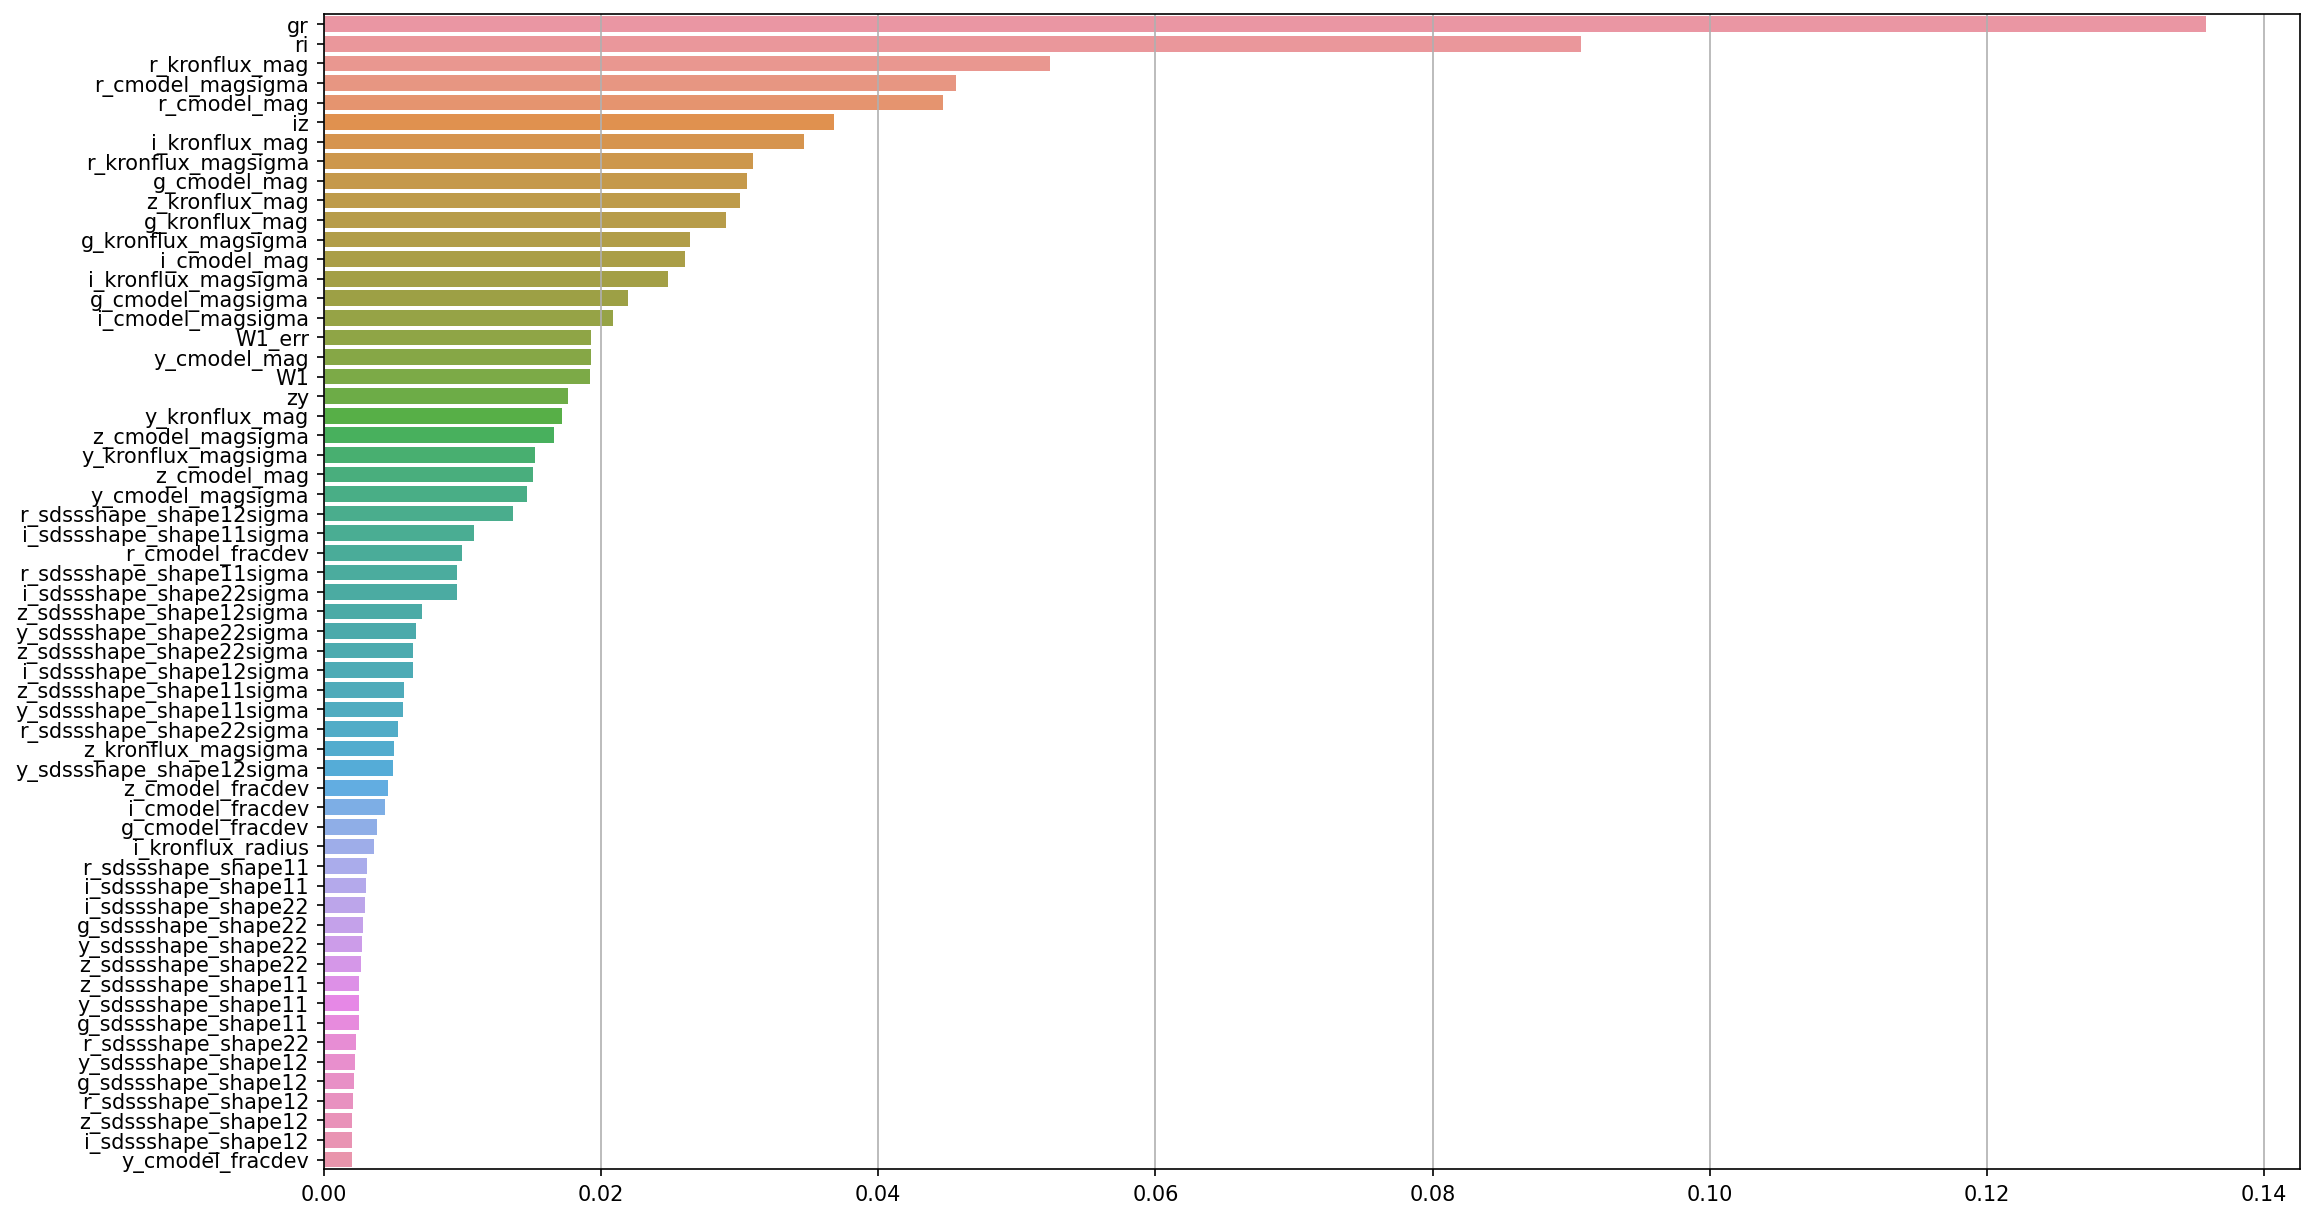 gr
ri
r_kronflux_mag
r_cmodel_magsigma
r_cmodel_mag
iz
i_kronflux_mag
r_kronflux_magsigma
g_cmodel_mag
z_kronflux_mag
g_kronflux_mag
g_kronflux_magsigma
i_cmodel_mag
i_kronflux_magsigma
g_cmodel_magsigma
i_cmodel_magsigma
W1_err
y_cmodel_mag
W1
zy
y_kronflux_mag
z_cmodel_magsigma
y_kronflux_magsigma
z_cmodel_mag
y_cmodel_magsigma
r_sdssshape_shape12sigma
i_sdssshape_shape11sigma
r_cmodel_fracdev
r_sdssshape_shape11sigma
i_sdssshape_shape22sigma
z_sdssshape_shape12sigma
y_sdssshape_shape22sigma
z_sdssshape_shape22sigma
i_sdssshape_shape12sigma
z_sdssshape_shape11sigma
y_sdssshape_shape11sigma
r_sdssshape_shape22sigma
z_kronflux_magsigma
y_sdssshape_shape12sigma
z_cmodel_fracdev
i_cmodel_fracdev
g_cmodel_fracdev
i_kronflux_radius
r_sdssshape_shape11
i_sdssshape_shape11
i_sdssshape_shape22
g_sdssshape_shape22
y_sdssshape_shape22
z_sdssshape_shape22
z_sdssshape_shape11
y_sdssshape_shape11
g_sdssshape_shape11
r_sdssshape_shape22
y_sdssshape_shape12
g_sdssshape_shape12
r_sdssshape_shape12
z_sdssshape_shape12
i_sdssshape_shape12
y_cmodel_fracdev
0.00 0.02 0.04 0.06 0.08 0.10 0.12 0.14